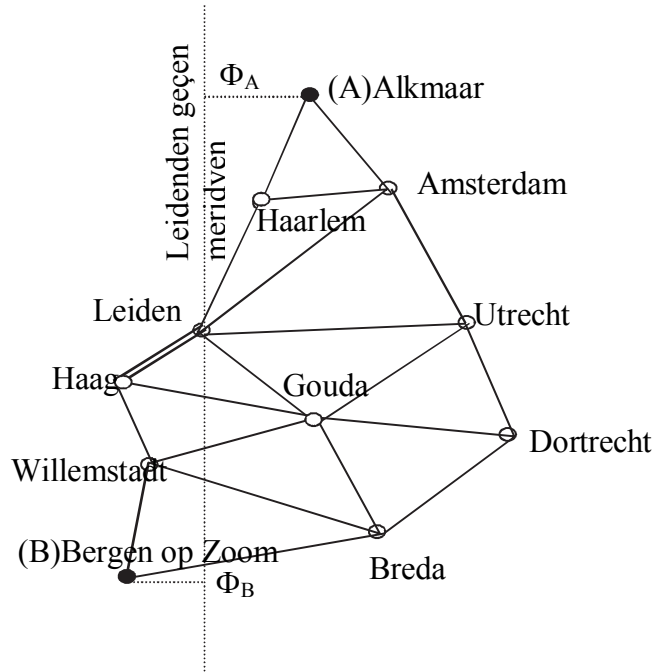 ΦA
(A)Alkmaar
Leidenden geçen
meridyen
Amsterdam
Haarlem
Leiden
Utrecht
Haag
Gouda
Dortrecht
Willemstadt
(B)Bergen op Zoom
ΦB
Breda